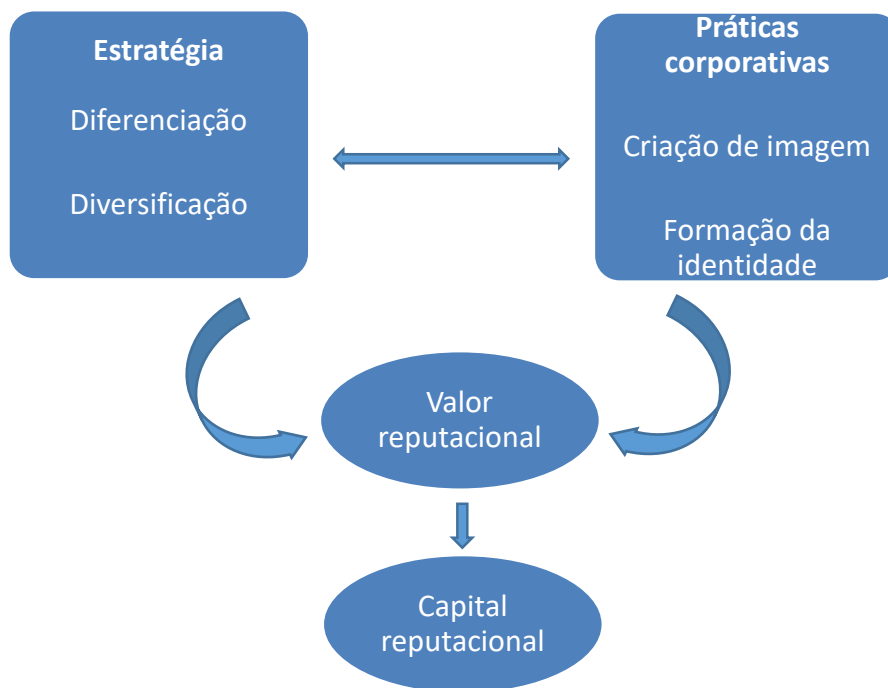 Estratégia
Diferenciação
Diversificação
Práticas
corporativas
Criação de imagem
Formação da
identidade
Valor
reputacional
Capital
reputacional